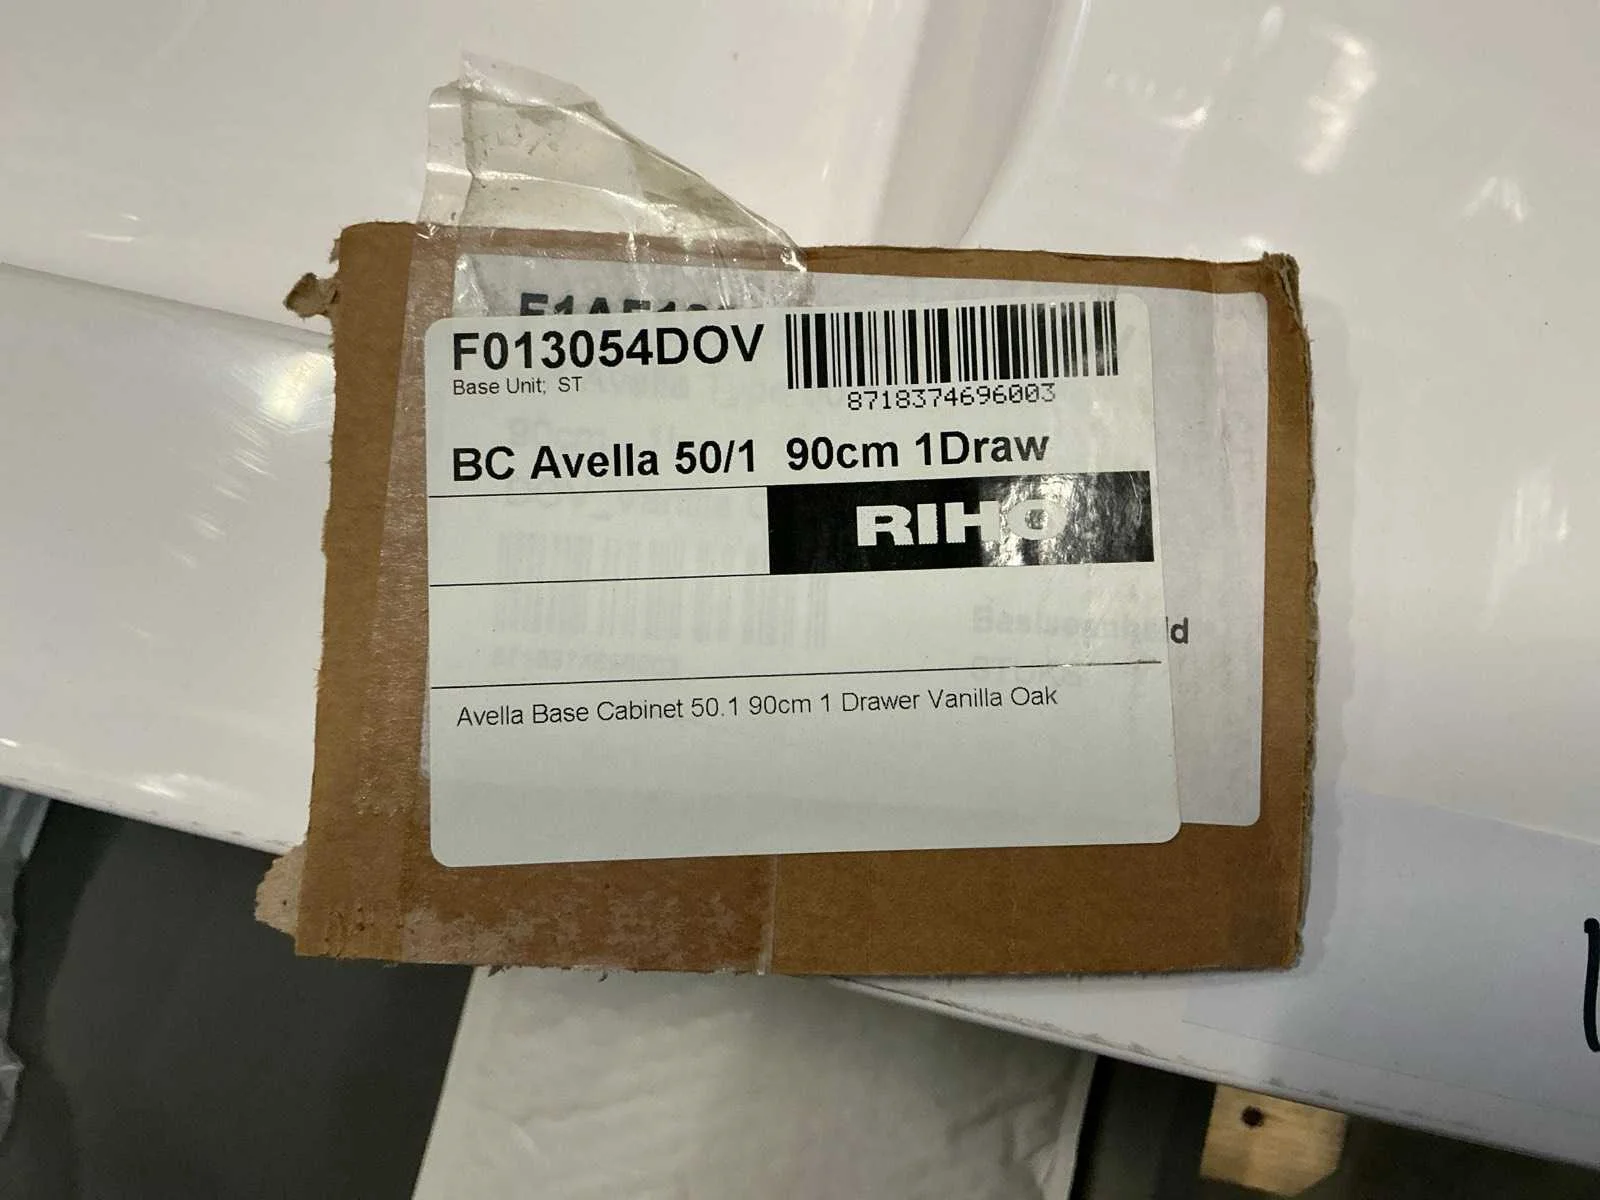 F013054DOV
Base Unit; ST
8718374696003
BC Avella 50/1 90cm 1Draw
RIHO
Avella Base Cabinet 50.1 90cm 1 Drawer Vanilla Oak